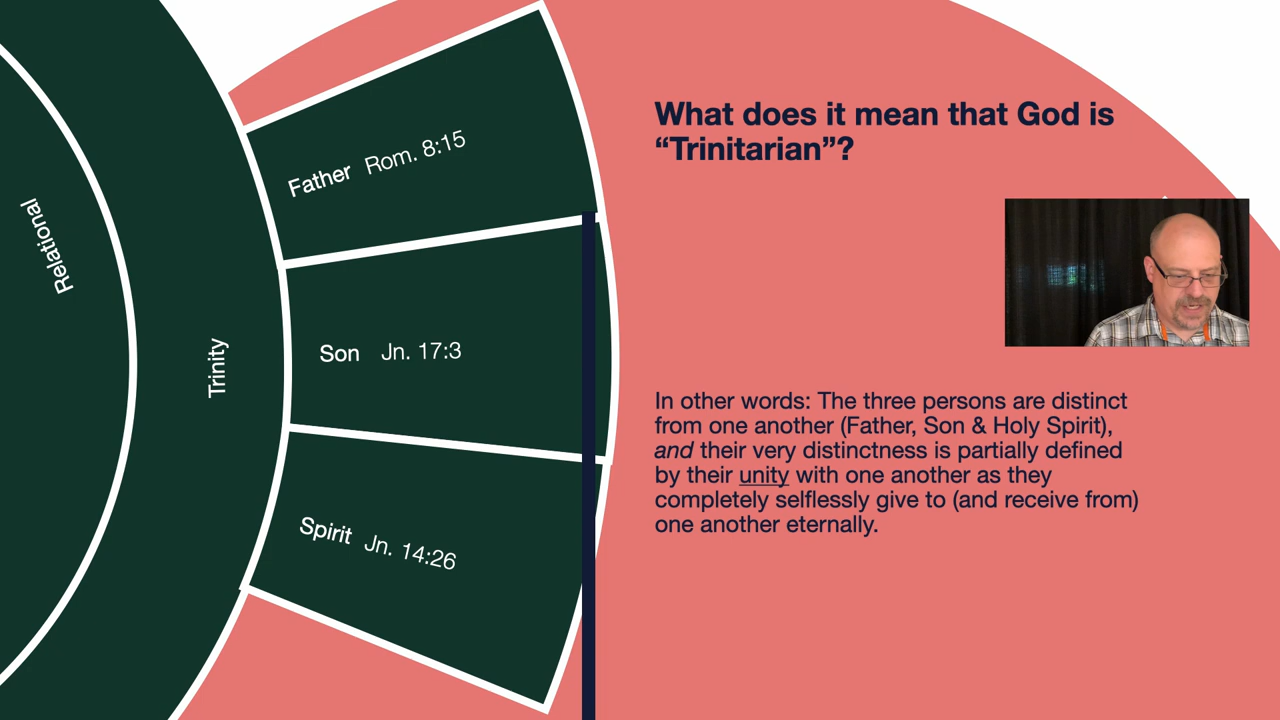 Relational
Trinity
Father Rom. 8:15
Son Jn. 17:3
Spirit Jn. 14:26
What does it mean that God is
“Trinitarian”?
In other words: The three persons are distinct
from one another (Father, Son & Holy Spirit),
and their very distinctness is partially defined
by their unity with one another as they
completely selflessly give to (and receive from)
one another eternally.